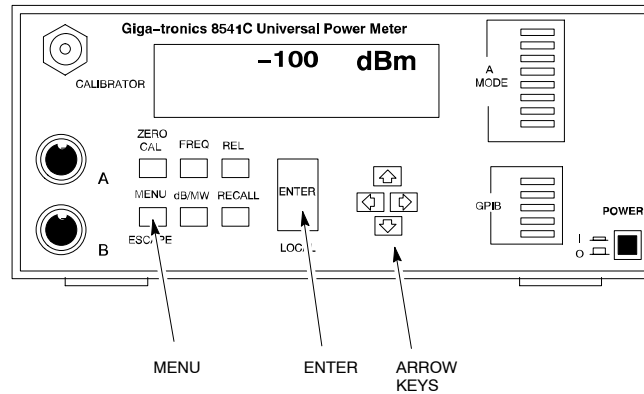 Giga–tronics 8541C Universal Power Meter
–100 dBm
CALIBRATOR
A
MODE
ZERO
CAL
FREQ
REL
A
MENU
dB/MW
RECALL
ENTER
GPIB
POWER
I
O
B
ESCAPE
LOCAL
MENU
ENTER
ARROW
KEYS